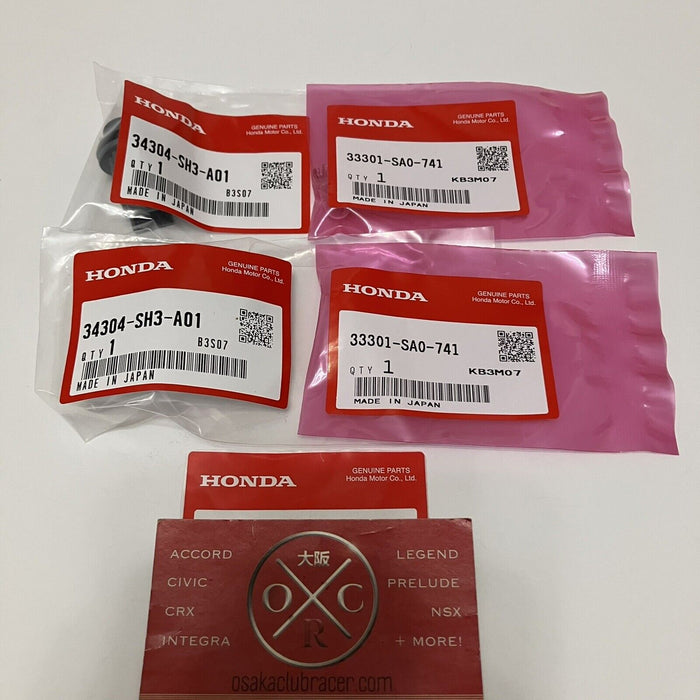 HONDA
GENUINE PARTS
Honda Motor Co., Ltd.
34304-SH3-A01
QTY 1
B3S07
MADE IN JAPAN
HONDA
GENUINE PARTS
Honda Motor Co., Ltd.
33301-SA0-741
QTY 1
KB3M07
MADE IN JAPAN
HONDA
GENUINE PARTS
Honda Motor Co., Ltd.
34304-SH3-A01
QTY 1
B3S07
MADE IN JAPAN
HONDA
GENUINE PARTS
Honda Motor Co., Ltd.
33301-SA0-741
QTY 1
KB3M07
MADE IN JAPAN
HONDA
GENUINE PARTS
Honda Motor Co., Ltd.
ACCORD
CIVIC
CRX
INTEGRA
大阪
O C
R
LEGEND
PRELUDE
NSX
+ MORE!
osakaclubracer.com